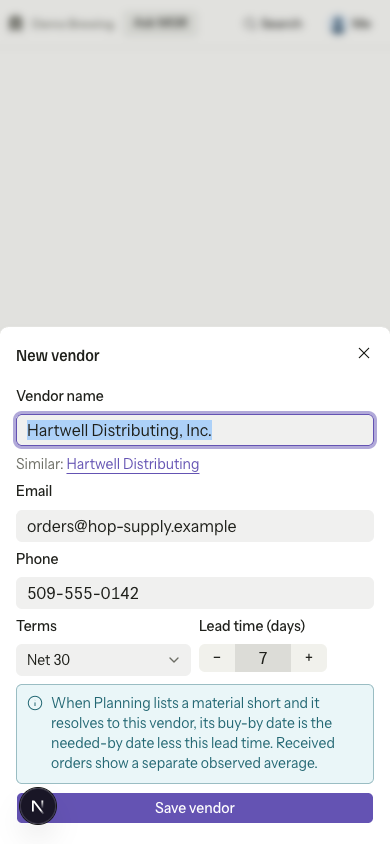 Search
Me
New vendor
Vendor name
Hartwell Distributing, Inc.
Similar: Hartwell Distributing
Email
orders@hop-supply.example
Phone
509-555-0142
Terms
Lead time (days)
Net 30
− 7 +
When Planning lists a material short and it
resolves to this vendor, its buy-by date is the
needed-by date less this lead time. Received
orders show a separate observed average.
N
Save vendor